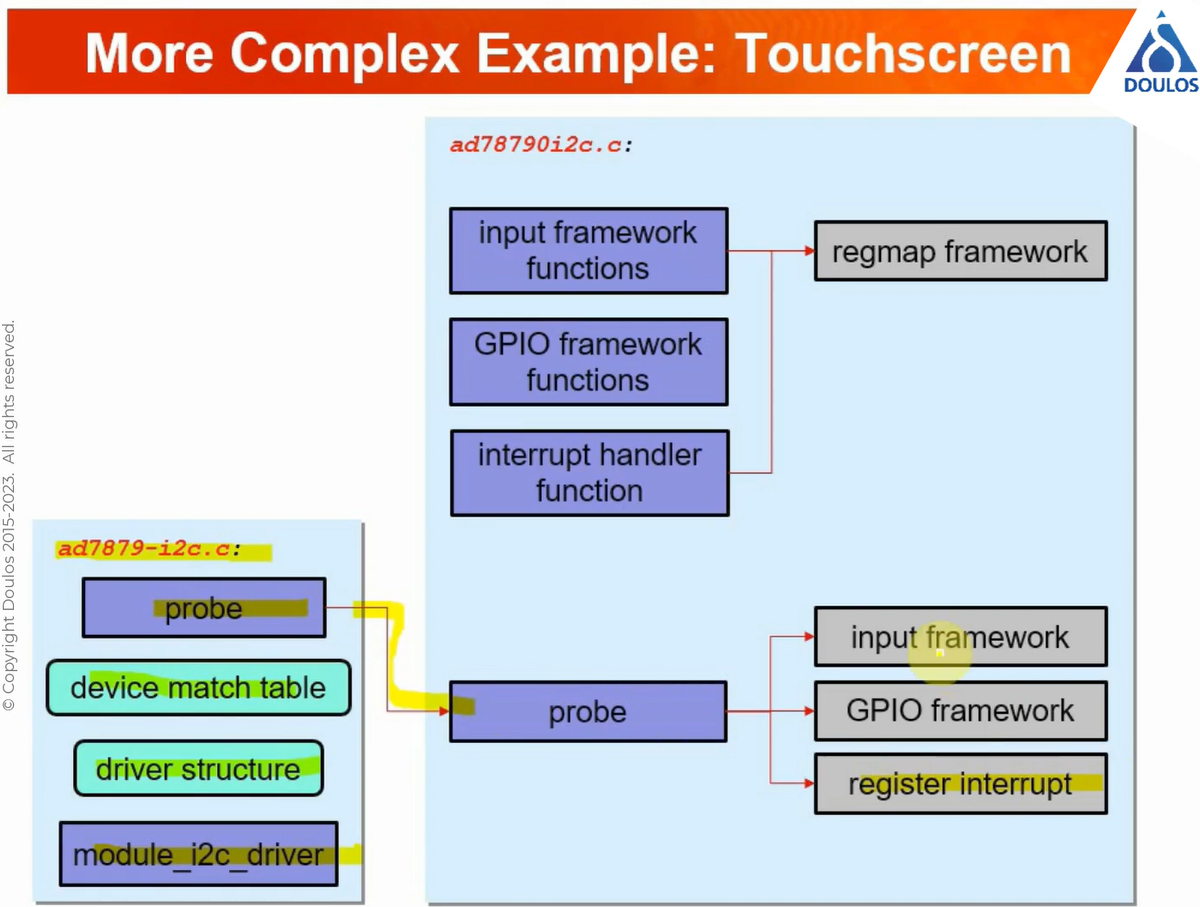 More Complex Example: Touchscreen
DOULOS
ad78790i2c.c:
input framework
functions
regmap framework
GPIO framework
functions
interrupt handler
function
ad7879-i2c.c:
probe
device match table
driver structure
module_i2c_driver
probe
input framework
GPIO framework
register interrupt
© Copyright Doulos 2015-2023. All rights reserved.